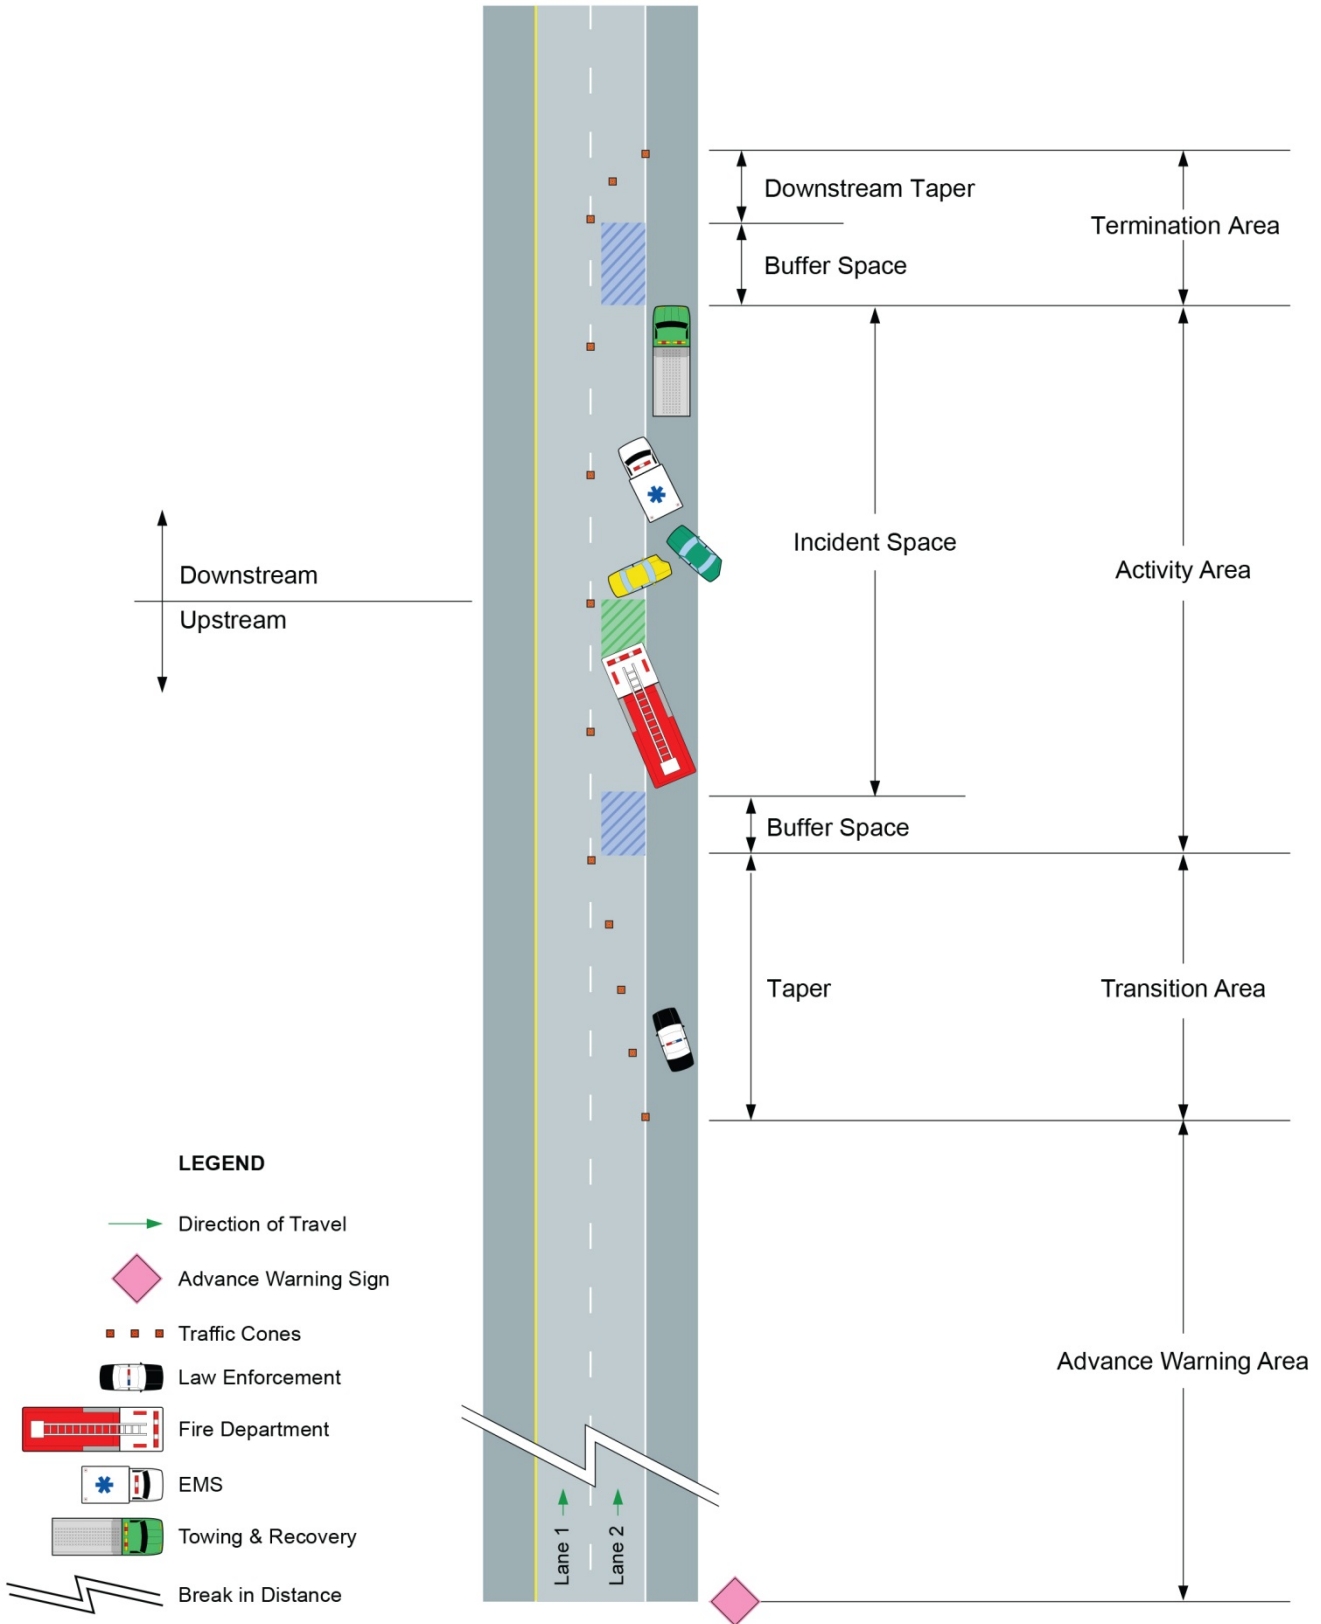 Downstream Taper
Termination Area
Buffer Space
Incident Space
Activity Area
Downstream
Upstream
Buffer Space
Taper
Transition Area
LEGEND
Direction of Travel
Advance Warning Sign
Traffic Cones
Law Enforcement
Fire Department
EMS
Towing & Recovery
Break in Distance
Advance Warning Area
Lane 1
Lane 2